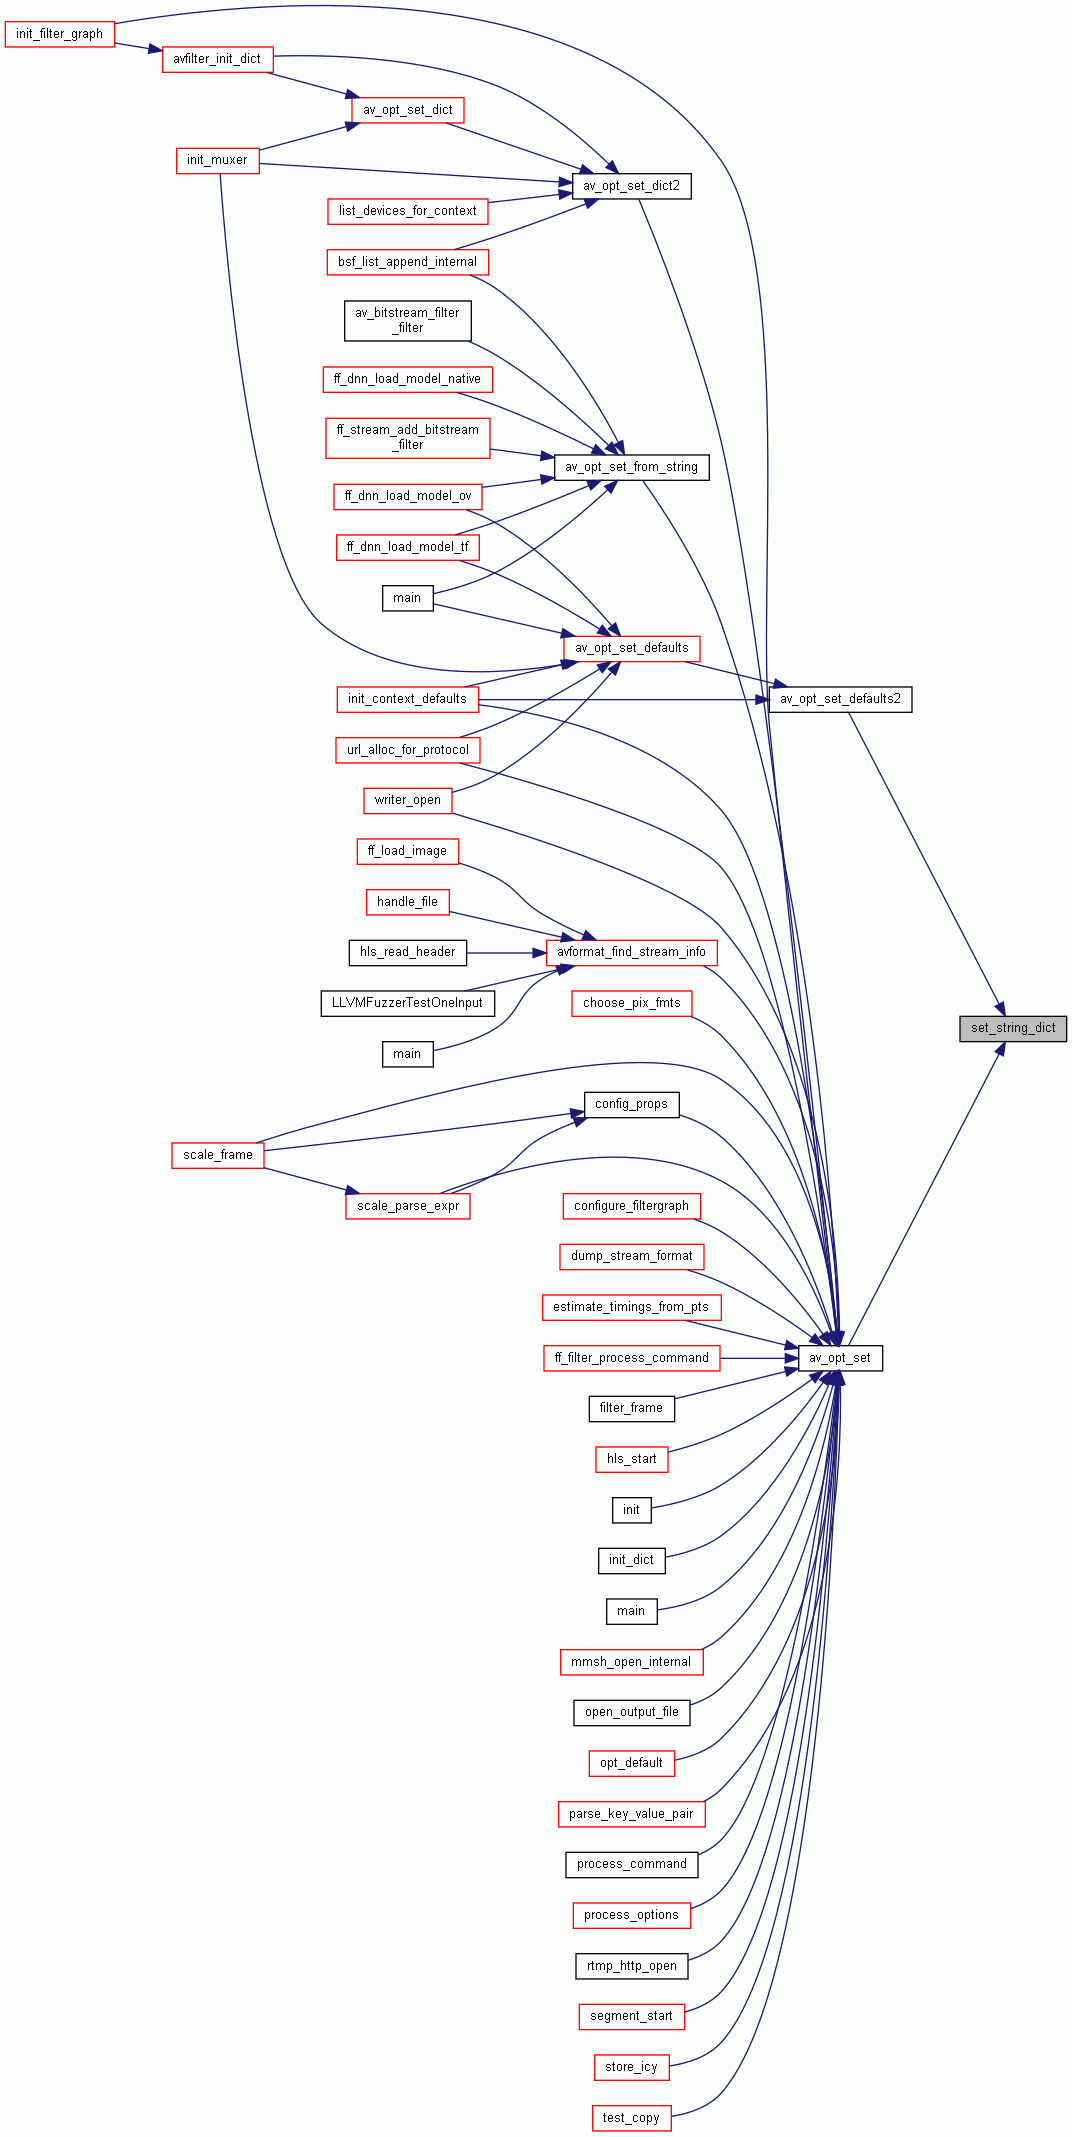 init_filter_graph
avfilter_init_dict
av_opt_set_dict
init_muxer
av_opt_set_dict2
list_devices_for_context
bsf_list_append_internal
av_bitstream_filter
_filter
ff_dnn_load_model_native
ff_stream_add_bitstream
_filter
av_opt_set_from_string
ff_dnn_load_model_ov
ff_dnn_load_model_tf
main
av_opt_set_defaults
init_context_defaults
av_opt_set_defaults2
url_alloc_for_protocol
writer_open
ff_load_image
handle_file
hls_read_header
avformat_find_stream_info
LLVMFuzzerTestOneInput
choose_pix_fmts
set_string_dict
main
config_props
scale_frame
scale_parse_expr
configure_filtergraph
dump_stream_format
estimate_timings_from_pts
ff_filter_process_command
av_opt_set
filter_frame
hls_start
init
init_dict
main
mmsh_open_internal
open_output_file
opt_default
parse_key_value_pair
process_command
process_options
rtmp_http_open
segment_start
store_icy
test_copy